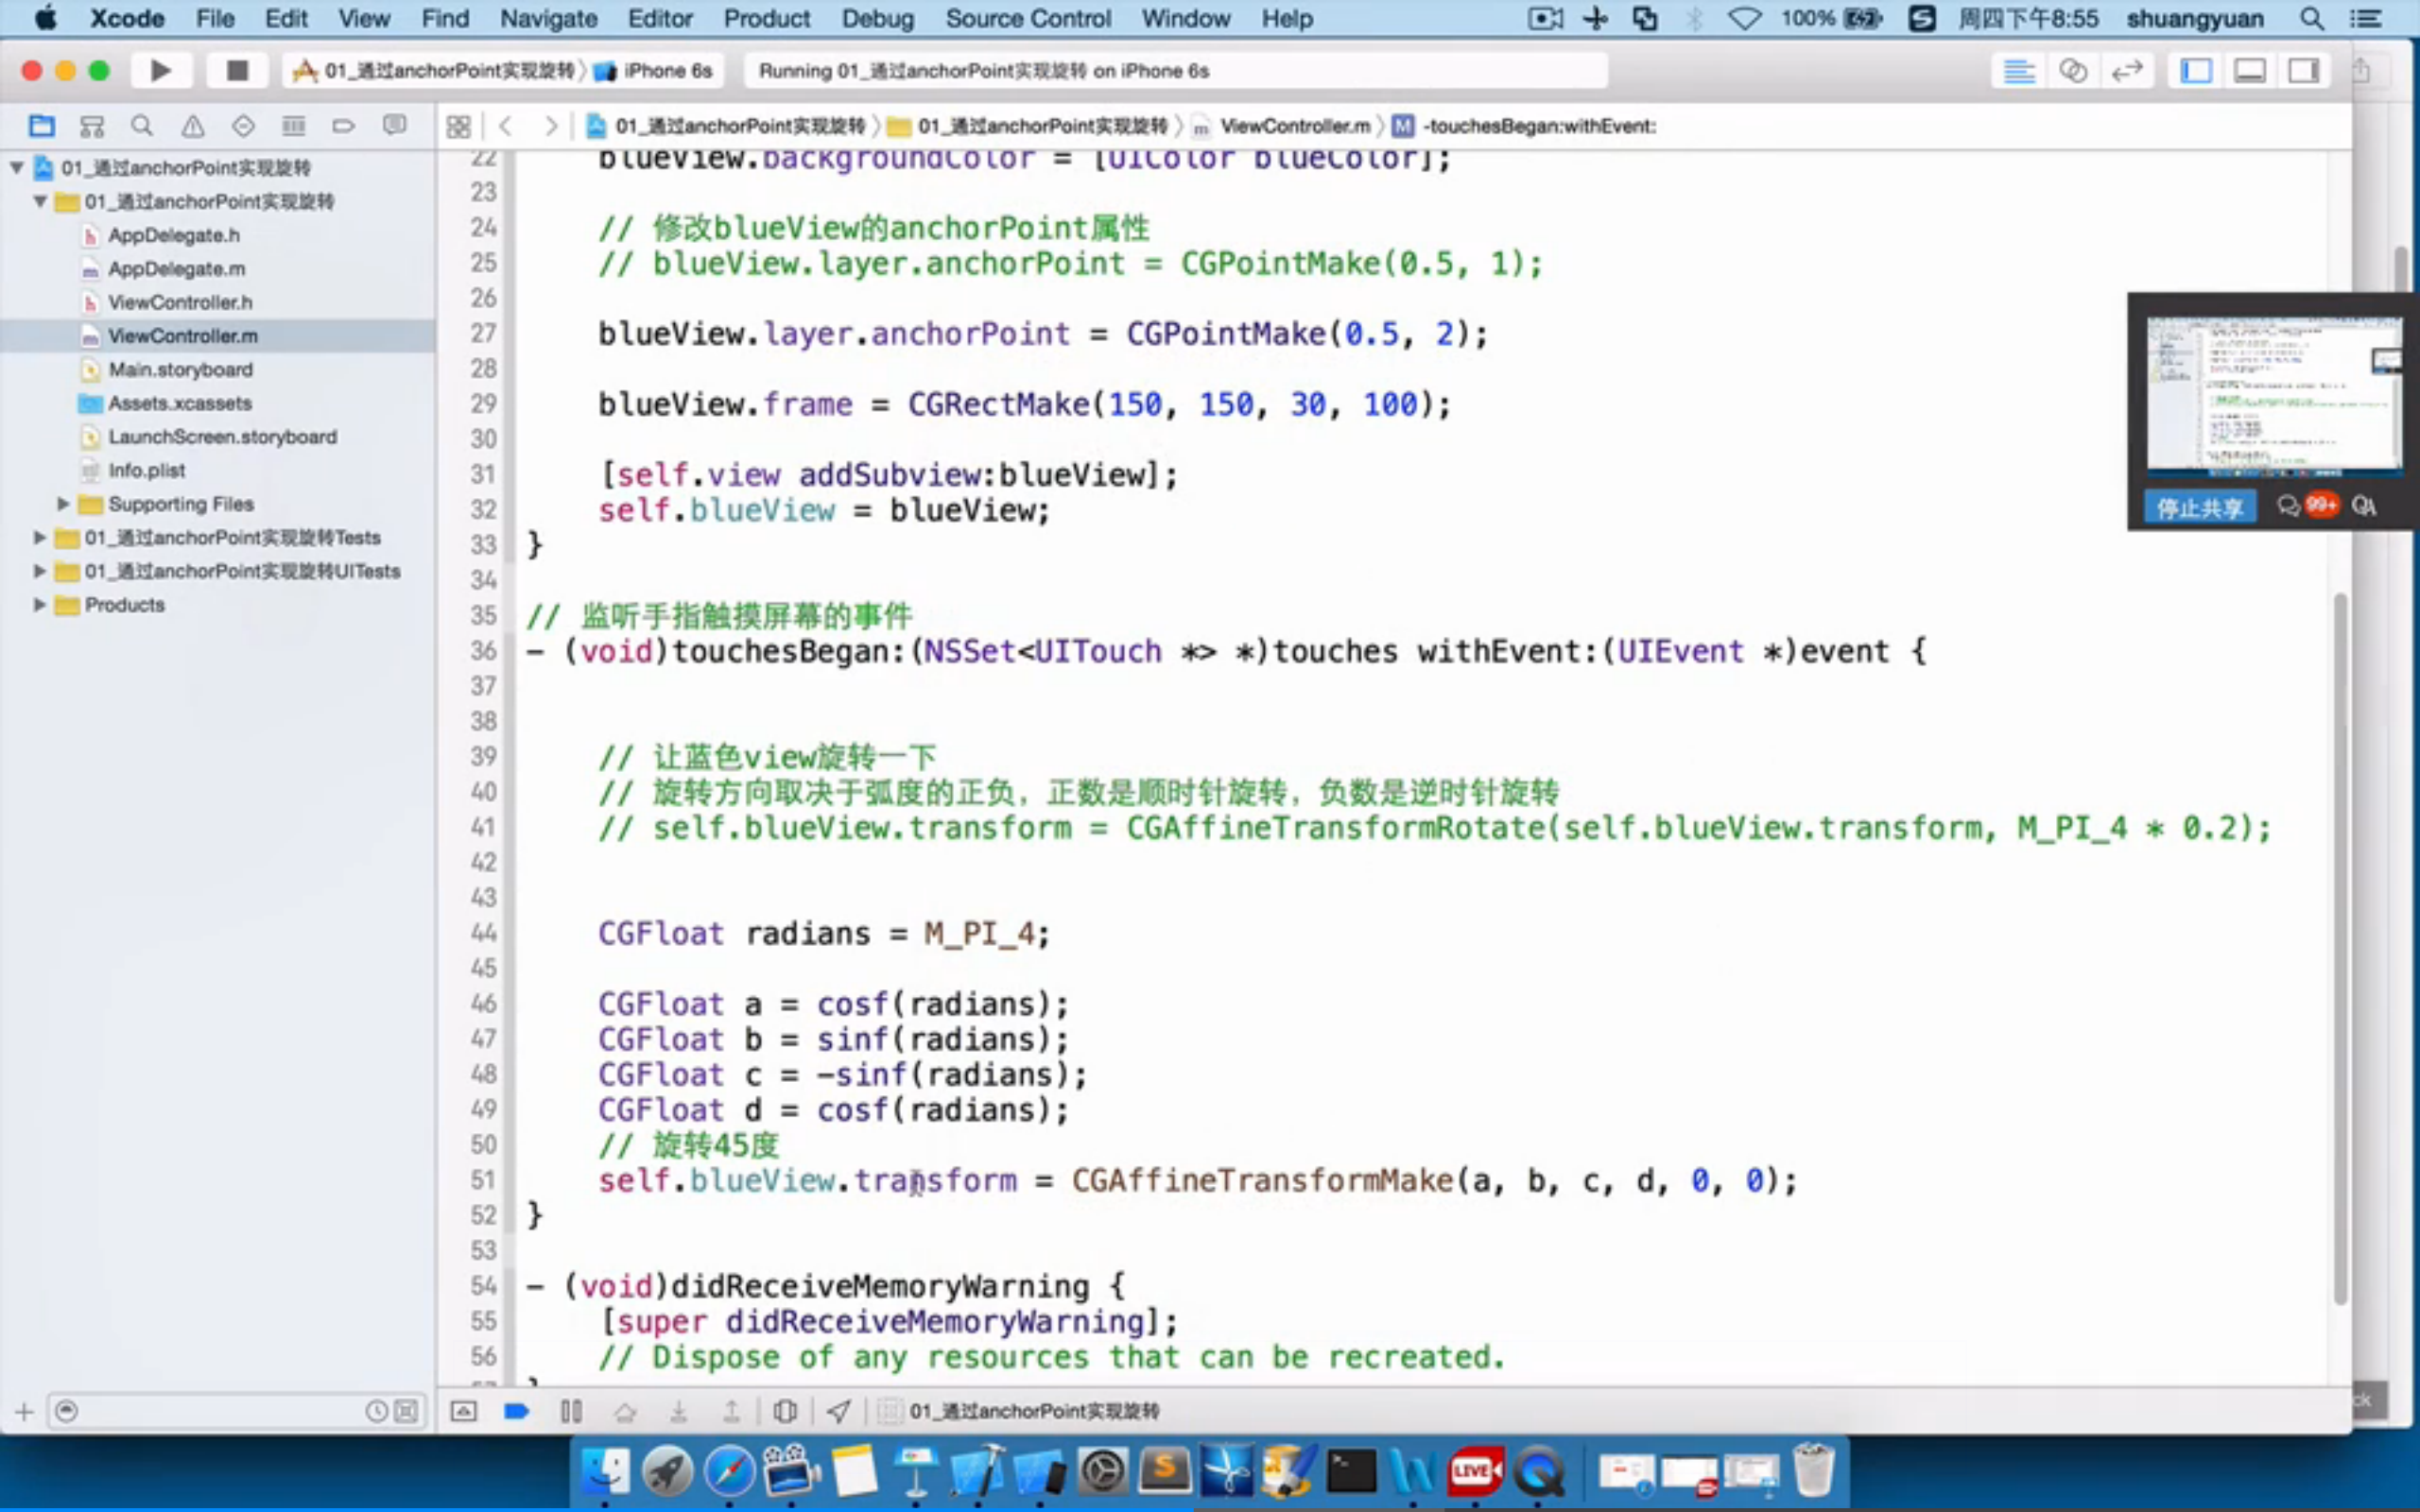 Xcode File Edit View Find Navigate Editor Product Debug Source Control Window Help 100% 周四下午8:55 shuangyuan
01_通过anchorPoint实现旋转 iPhone 6s Running 01_通过anchorPoint实现旋转 on iPhone 6s
01_通过anchorPoint实现旋转 01_通过anchorPoint实现旋转 ViewController.m M -touchesBegan:withEvent:
01_通过anchorPoint实现旋转
01_通过anchorPoint实现旋转
AppDelegate.h
AppDelegate.m
ViewController.h
ViewController.m
Main.storyboard
Assets.xcassets
LaunchScreen.storyboard
Info.plist
Supporting Files
01_通过anchorPoint实现旋转Tests
01_通过anchorPoint实现旋转UITests
Products
22 blueView.backgroundColor = [UIColor blueColor];
23
24 // 修改blueView的anchorPoint属性
25 // blueView.layer.anchorPoint = CGPointMake(0.5, 1);
26
27 blueView.layer.anchorPoint = CGPointMake(0.5, 2);
28
29 blueView.frame = CGRectMake(150, 150, 30, 100);
30
31 [self.view addSubview:blueView];
32 self.blueView = blueView;
33 }
34
35 // 监听手指触摸屏幕的事件
36 - (void)touchesBegan:(NSSet<UITouch *> *)touches withEvent:(UIEvent *)event {
37
38
39 // 让蓝色view旋转一下
40 // 旋转方向取决于弧度的正负，正数是顺时针旋转，负数是逆时针旋转
41 // self.blueView.transform = CGAffineTransformRotate(self.blueView.transform, M_PI_4 * 0.2);
42
43
44 CGFloat radians = M_PI_4;
45
46 CGFloat a = cosf(radians);
47 CGFloat b = sinf(radians);
48 CGFloat c = -sinf(radians);
49 CGFloat d = cosf(radians);
50 // 旋转45度
51 self.blueView.transform = CGAffineTransformMake(a, b, c, d, 0, 0);
52 }
53
54 - (void)didReceiveMemoryWarning {
55 [super didReceiveMemoryWarning];
56 // Dispose of any resources that can be recreated.
停止共享 99+
01_通过anchorPoint实现旋转
LIVE